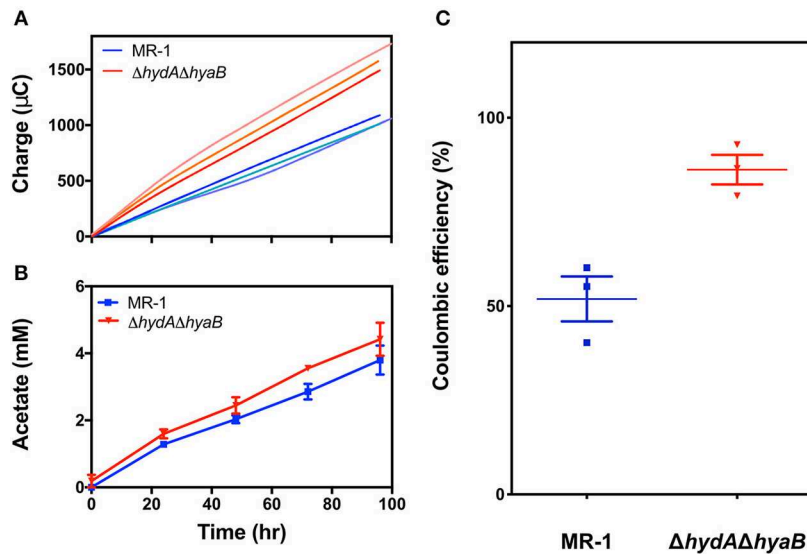 A
MR-1
ΔhydAΔhyaB
1500
1000
500
0
Charge (µC)
B
MR-1
ΔhydAΔhyaB
6
4
2
0
Acetate (mM)
0 20 40 60 80 100
Time (hr)
C
100
50
0
Coulombic efficiency (%)
MR-1 ΔhydAΔhyaB